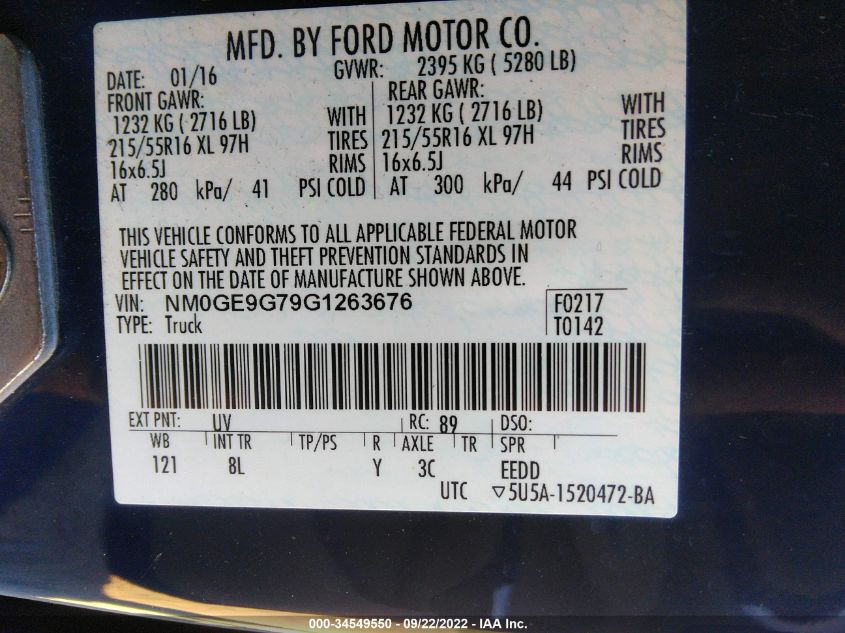 MFD. BY FORD MOTOR CO.
DATE: 01/16 GVWR: 2395 KG ( 5280 LB)
FRONT GAWR: REAR GAWR:
1232 KG ( 2716 LB) WITH 1232 KG ( 2716 LB) WITH
215/55R16 XL 97H TIRES 215/55R16 XL 97H TIRES
16x6.5J RIMS 16x6.5J RIMS
AT 280 kPa/ 41 PSI COLD AT 300 kPa/ 44 PSI COLD
THIS VEHICLE CONFORMS TO ALL APPLICABLE FEDERAL MOTOR
VEHICLE SAFETY AND THEFT PREVENTION STANDARDS IN
EFFECT ON THE DATE OF MANUFACTURE SHOWN ABOVE.
VIN: NM0GE9G79G1263676 F0217
TYPE: Truck T0142
EXT PNT: UV RC: 89 DSO:
WB INT TR TP/PS R AXLE TR SPR
121 8L Y 3C EEDD
UTC ▽5U5A-1520472-BA
000-34549550 - 09/22/2022 - IAA Inc.